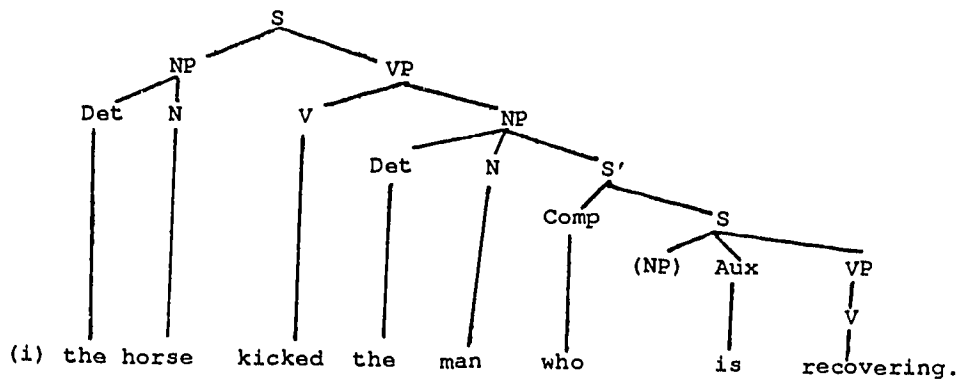 S
NP VP
Det N V NP
Det N S'
Comp S
(NP) Aux VP
V
(i) the horse kicked the man who is recovering.